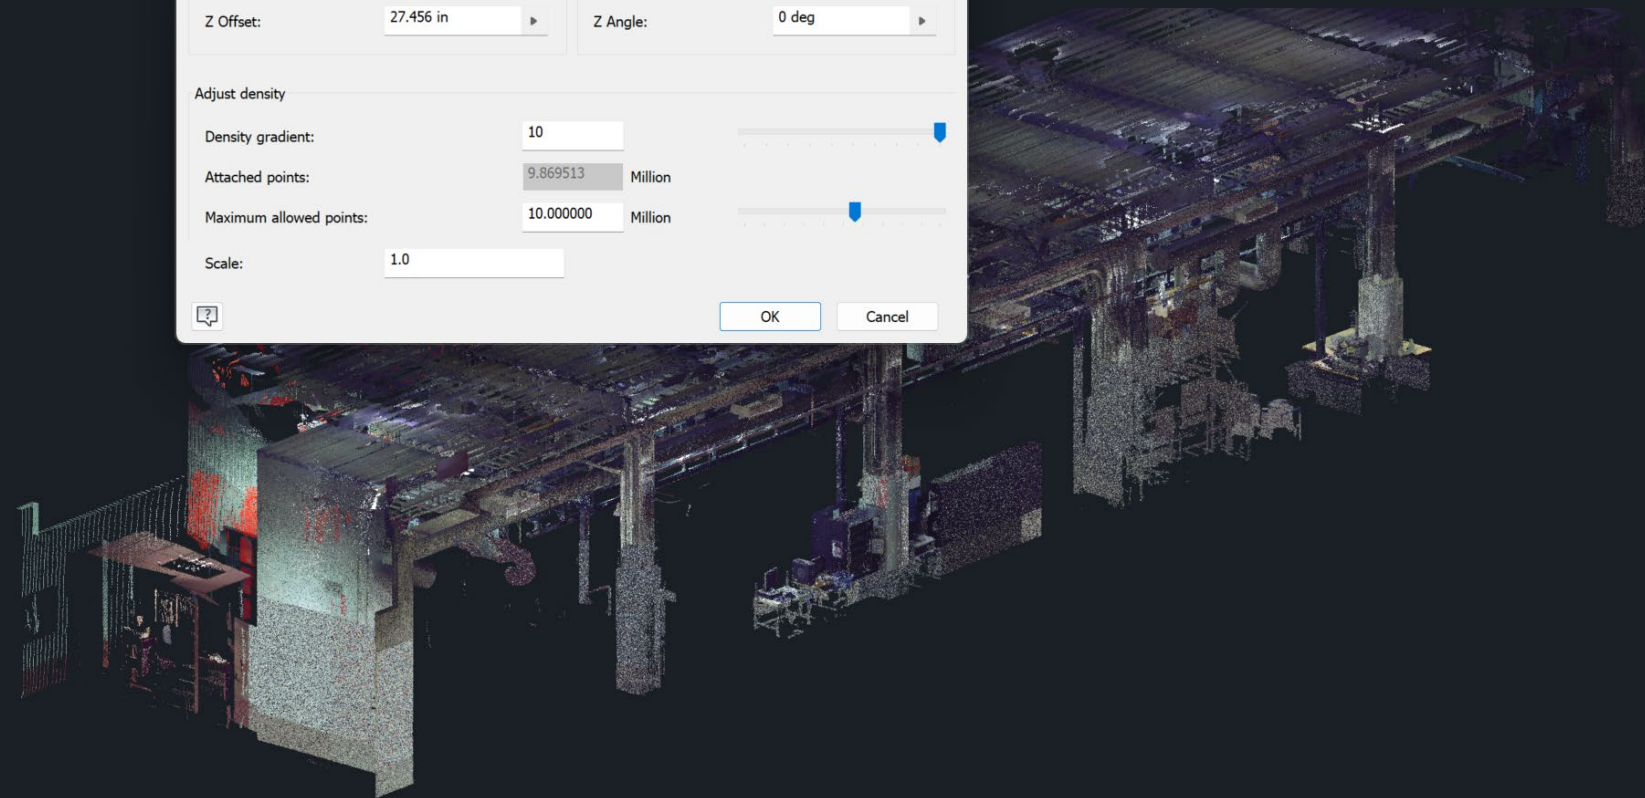 Z Offset: 27.456 in Z Angle: 0 deg
Adjust density
Density gradient: 10
Attached points: 9.869513 Million
Maximum allowed points: 10.000000 Million
Scale: 1.0
? OK Cancel